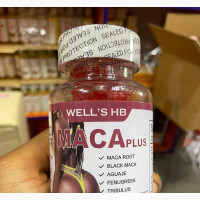 SEALED FOR YOUR PROTECTION
WELL'S HB
MACA PLUS
✓ MACA ROOT
✓ BLACK MACA
✓ AGUAJE
✓ FENUGREEK
✓ TRIBULUS